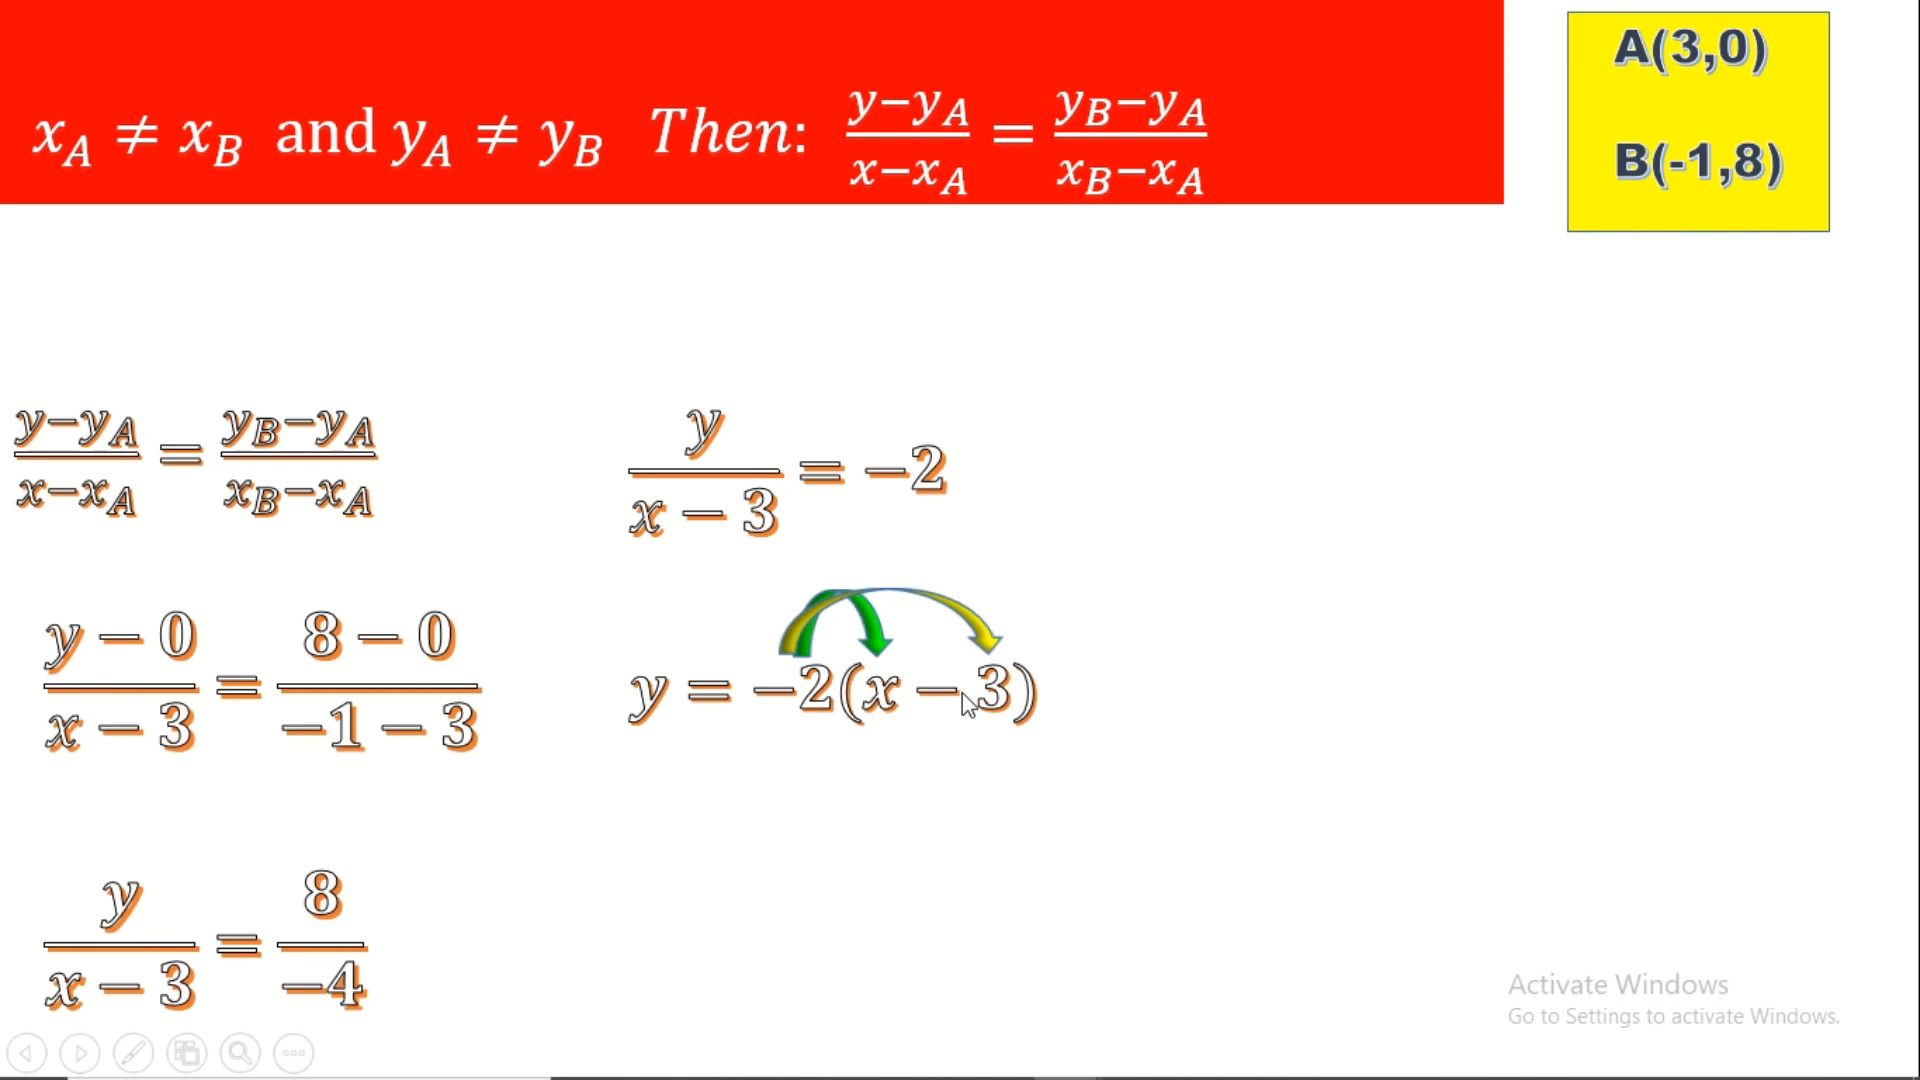 x_A ≠ x_B and y_A ≠ y_B Then: (y−y_A)/(x−x_A) = (y_B−y_A)/(x_B−x_A)
A(3,0)
B(-1,8)
(y−y_A)/(x−x_A) = (y_B−y_A)/(x_B−x_A)
(y − 0)/(x − 3) = (8 − 0)/(−1 − 3)
y/(x − 3) = 8/(−4)
y/(x − 3) = −2
y = −2(x − 3)
Activate Windows
Go to Settings to activate Windows.